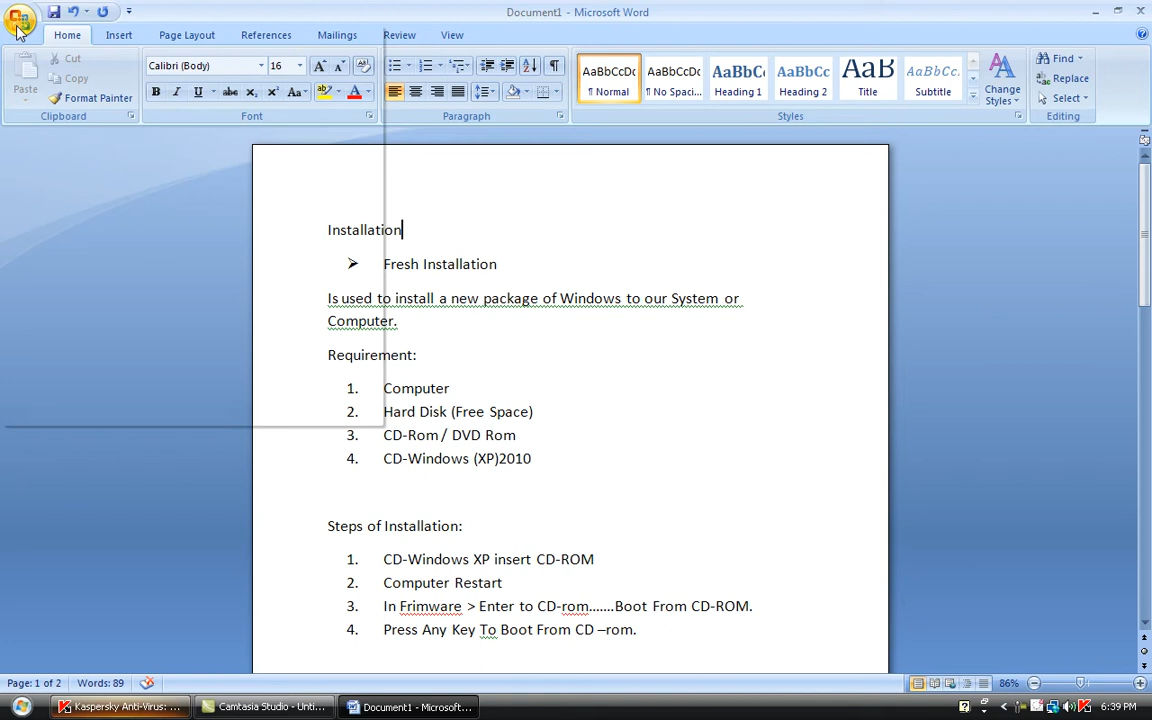 Document1 - Microsoft Word
Home Insert Page Layout References Mailings Review View
Paste
Cut
Copy
Format Painter
Clipboard
Calibri (Body) 16
B I U abc x₂ x² Aa
Font
Paragraph
AaBbCcDc AaBbCcDc AaBbC( AaBbCc AaB AaBbCc.
¶ Normal ¶ No Spaci... Heading 1 Heading 2 Title Subtitle
Change Styles
Styles
Find
Replace
Select
Editing
Installation
Fresh Installation
Is used to install a new package of Windows to our System or
Computer.
Requirement:
1. Computer
2. Hard Disk (Free Space)
3. CD-Rom / DVD Rom
4. CD-Windows (XP)2010
Steps of Installation:
1. CD-Windows XP insert CD-ROM
2. Computer Restart
3. In Frimware > Enter to CD-rom.......Boot From CD-ROM.
4. Press Any Key To Boot From CD –rom.
Page: 1 of 2 Words: 89 86%
Kaspersky Anti-Virus: ... Camtasia Studio - Unti... Document1 - Microsoft... 6:39 PM